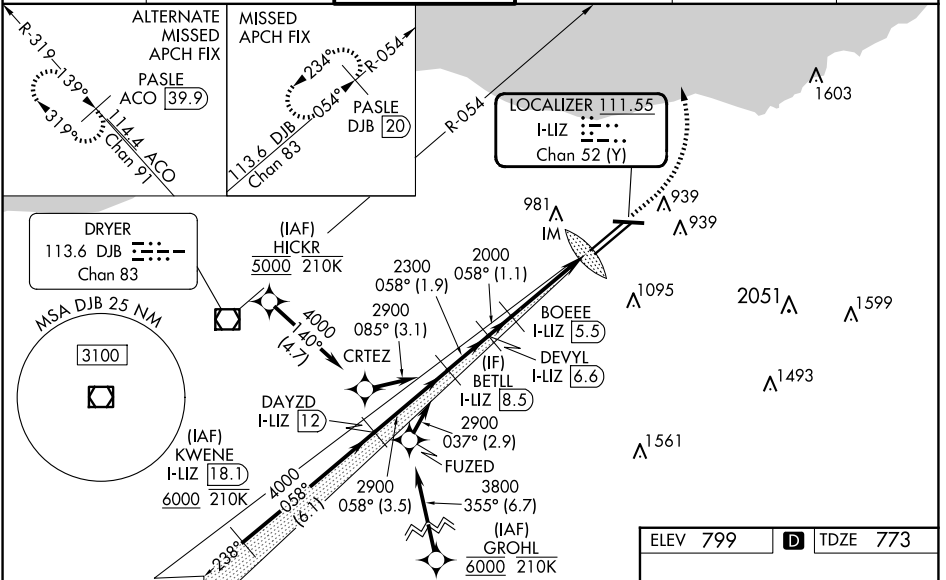 ALTERNATE
MISSED
APCH FIX
R-319
139°
319°
PASLE
ACO 39.9
114.4 ACO
Chan 91
MISSED
APCH FIX
234°
R-054
054°
PASLE
DJB 20
113.6 DJB
Chan 83
R-054
LOCALIZER 111.55
I-LIZ
Chan 52 (Y)
1603
981
939
939
IM
DRYER
113.6 DJB
Chan 83
(IAF)
HICKR
5000 210K
4000
140°
(4.7)
2300
058° (1.9)
2000
058° (1.1)
2900
085° (3.1)
CRTEZ
1095
2051
1599
BOEEE
I-LIZ 5.5
DEVYL
I-LIZ 6.6
(IF)
BETLL
I-LIZ 8.5
1493
MSA DJB 25 NM
3100
DAYZD
I-LIZ 12
2900
037° (2.9)
FUZED
1561
(IAF)
KWENE
I-LIZ 18.1
6000 210K
4000
058°
(6.1)
238°
2900
058° (3.5)
3800
355° (6.7)
(IAF)
GROHL
6000 210K
ELEV 799 D TDZE 773